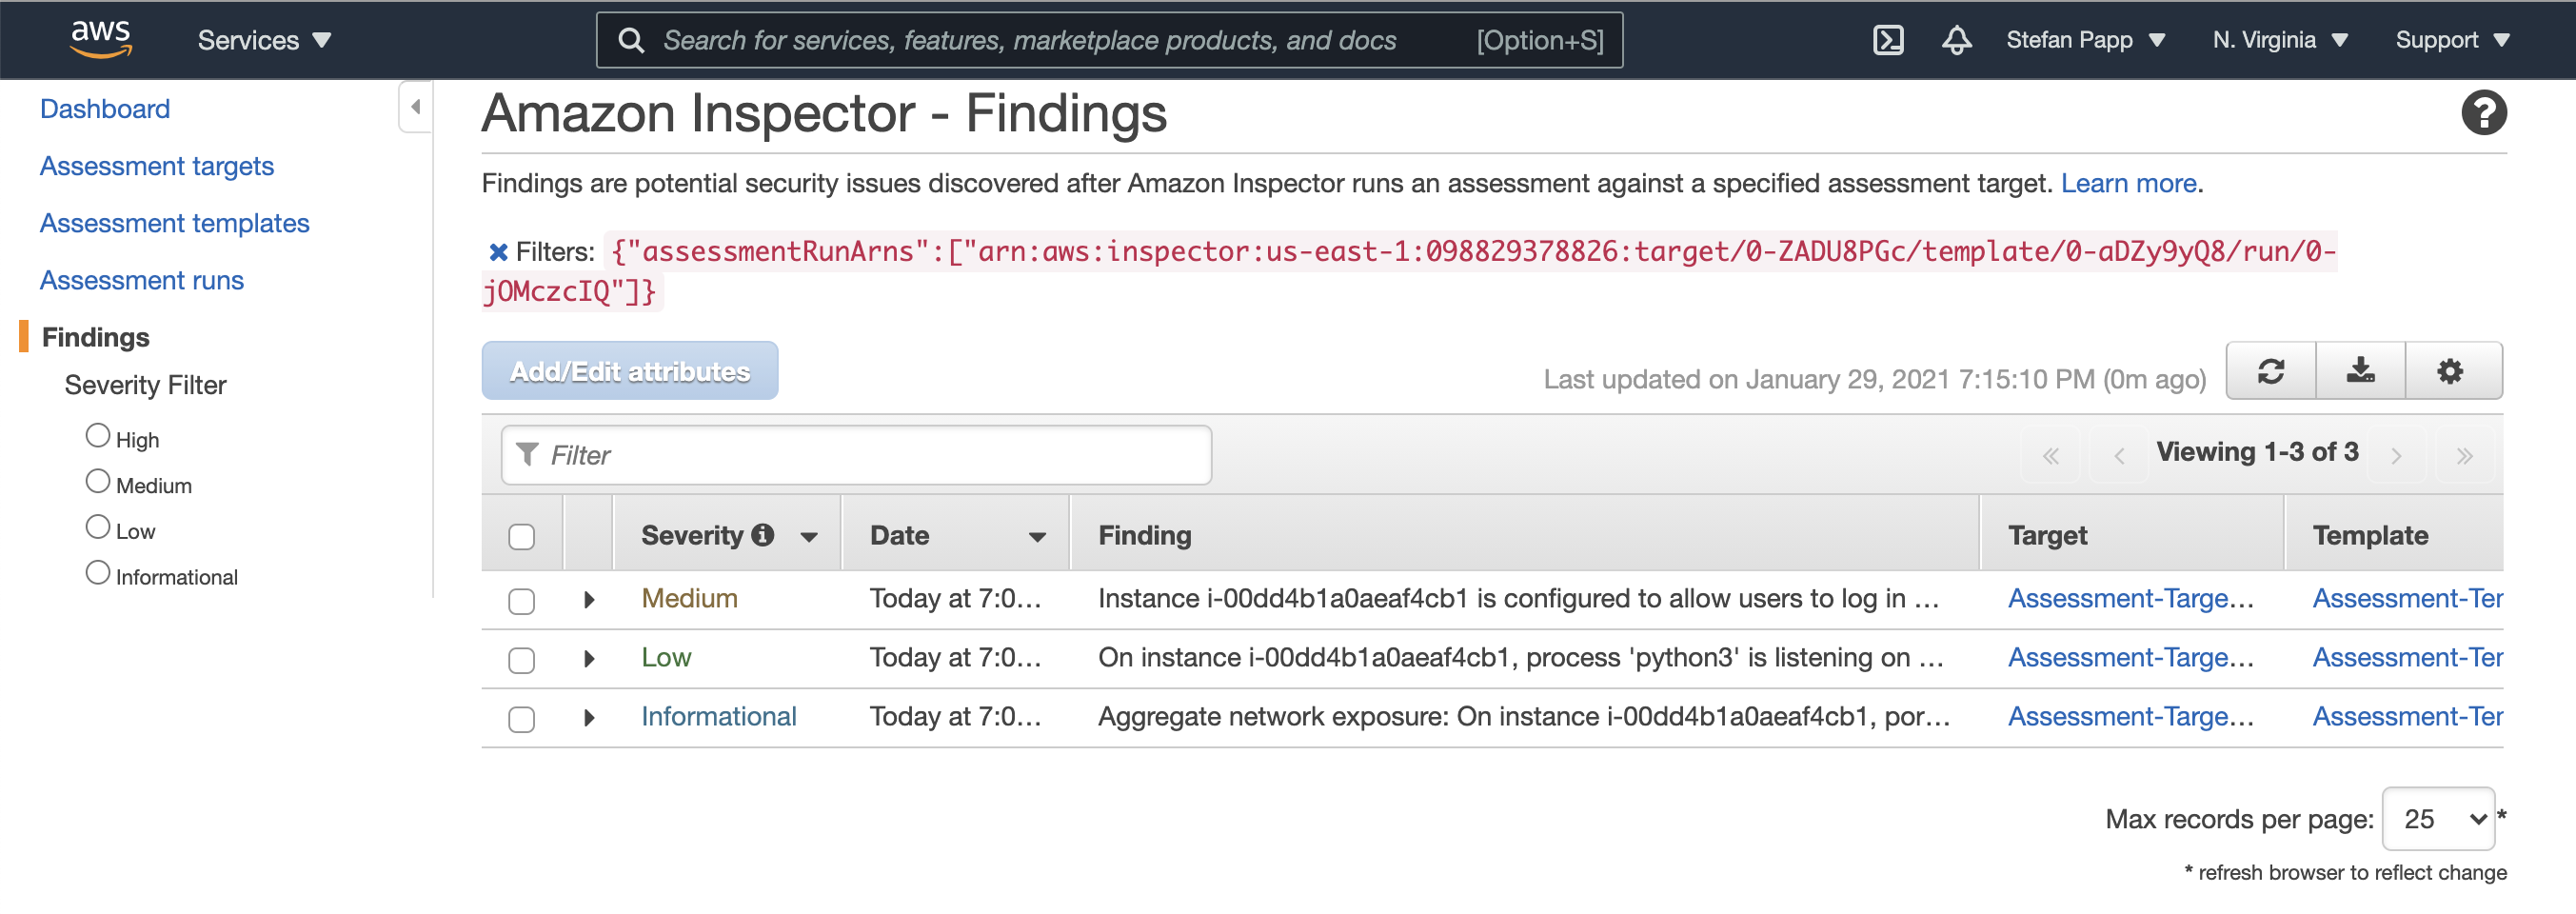 aws
Services
Search for services, features, marketplace products, and docs [Option+S]
Stefan Papp
N. Virginia
Support
Dashboard
Assessment targets
Assessment templates
Assessment runs
Findings
Severity Filter
High
Medium
Low
Informational
Amazon Inspector - Findings
Findings are potential security issues discovered after Amazon Inspector runs an assessment against a specified assessment target. Learn more.
Filters: {"assessmentRunArns":["arn:aws:inspector:us-east-1:098829378826:target/0-ZADU8PGc/template/0-aDZy9yQ8/run/0-
jOMczcIQ"]}
Add/Edit attributes
Last updated on January 29, 2021 7:15:10 PM (0m ago)
Filter
« ‹ Viewing 1-3 of 3 › »
Severity Date Finding Target Template
Medium Today at 7:0... Instance i-00dd4b1a0aeaf4cb1 is configured to allow users to log in ... Assessment-Targe... Assessment-Ter
Low Today at 7:0... On instance i-00dd4b1a0aeaf4cb1, process 'python3' is listening on ... Assessment-Targe... Assessment-Ter
Informational Today at 7:0... Aggregate network exposure: On instance i-00dd4b1a0aeaf4cb1, por... Assessment-Targe... Assessment-Ter
Max records per page: 25 *
* refresh browser to reflect change